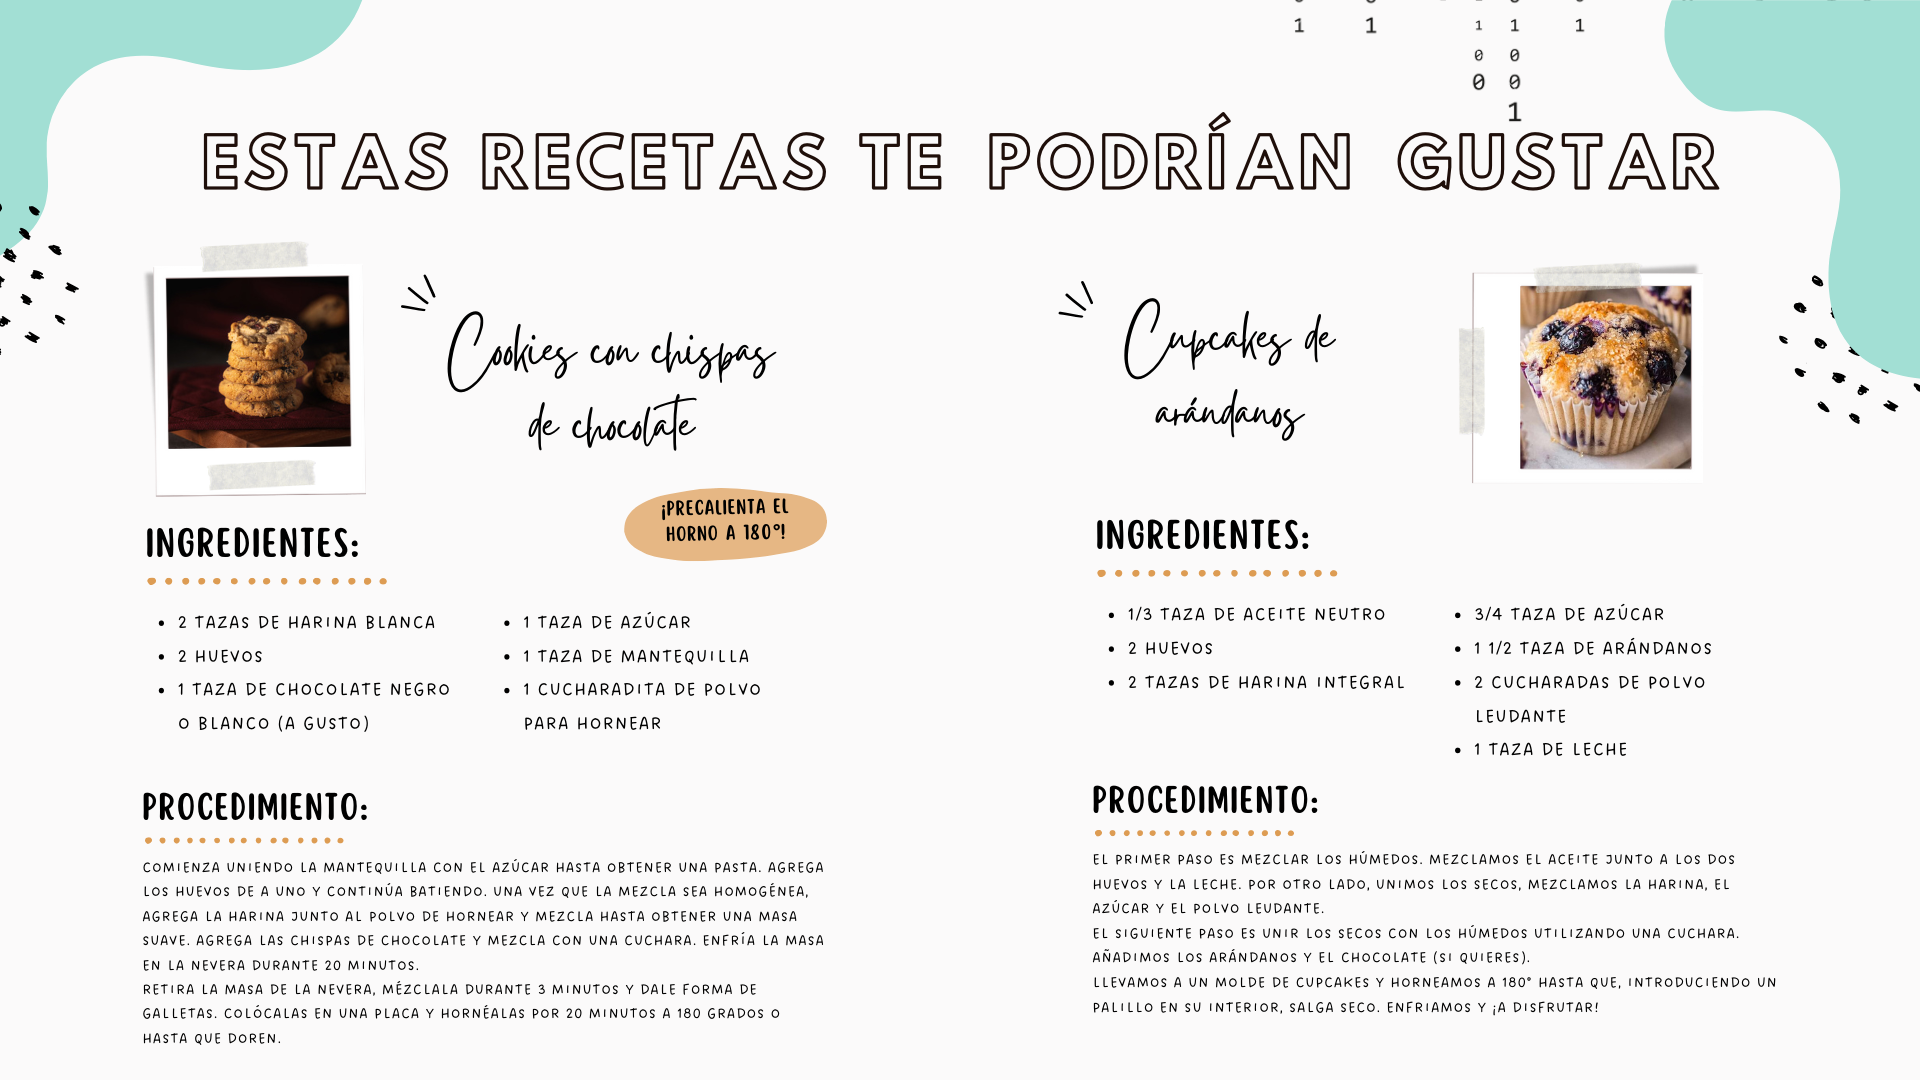 1 1 1 1 1
0 0
0 0
1
ESTAS RECETAS TE PODRÍAN GUSTAR
Cookies con chispas
de chocolate
¡PRECALIENTA EL
HORNO A 180°!
INGREDIENTES:
• 2 TAZAS DE HARINA BLANCA
• 2 HUEVOS
• 1 TAZA DE CHOCOLATE NEGRO
O BLANCO (A GUSTO)
• 1 TAZA DE AZÚCAR
• 1 TAZA DE MANTEQUILLA
• 1 CUCHARADITA DE POLVO
PARA HORNEAR
PROCEDIMIENTO:
COMIENZA UNIENDO LA MANTEQUILLA CON EL AZÚCAR HASTA OBTENER UNA PASTA. AGREGA
LOS HUEVOS DE A UNO Y CONTINÚA BATIENDO. UNA VEZ QUE LA MEZCLA SEA HOMOGÉNEA,
AGREGA LA HARINA JUNTO AL POLVO DE HORNEAR Y MEZCLA HASTA OBTENER UNA MASA
SUAVE. AGREGA LAS CHISPAS DE CHOCOLATE Y MEZCLA CON UNA CUCHARA. ENFRÍA LA MASA
EN LA NEVERA DURANTE 20 MINUTOS.
RETIRA LA MASA DE LA NEVERA, MÉZCLALA DURANTE 3 MINUTOS Y DALE FORMA DE
GALLETAS. COLÓCALAS EN UNA PLACA Y HORNÉALAS POR 20 MINUTOS A 180 GRADOS O
HASTA QUE DOREN.
Cupcakes de
arándanos
INGREDIENTES:
• 1/3 TAZA DE ACEITE NEUTRO
• 2 HUEVOS
• 2 TAZAS DE HARINA INTEGRAL
• 3/4 TAZA DE AZÚCAR
• 1 1/2 TAZA DE ARÁNDANOS
• 2 CUCHARADAS DE POLVO
LEUDANTE
• 1 TAZA DE LECHE
PROCEDIMIENTO:
EL PRIMER PASO ES MEZCLAR LOS HÚMEDOS. MEZCLAMOS EL ACEITE JUNTO A LOS DOS
HUEVOS Y LA LECHE. POR OTRO LADO, UNIMOS LOS SECOS, MEZCLAMOS LA HARINA, EL
AZÚCAR Y EL POLVO LEUDANTE.
EL SIGUIENTE PASO ES UNIR LOS SECOS CON LOS HÚMEDOS UTILIZANDO UNA CUCHARA.
AÑADIMOS LOS ARÁNDANOS Y EL CHOCOLATE (SI QUIERES).
LLEVAMOS A UN MOLDE DE CUPCAKES Y HORNEAMOS A 180° HASTA QUE, INTRODUCIENDO UN
PALILLO EN SU INTERIOR, SALGA SECO. ENFRIAMOS Y ¡A DISFRUTAR!